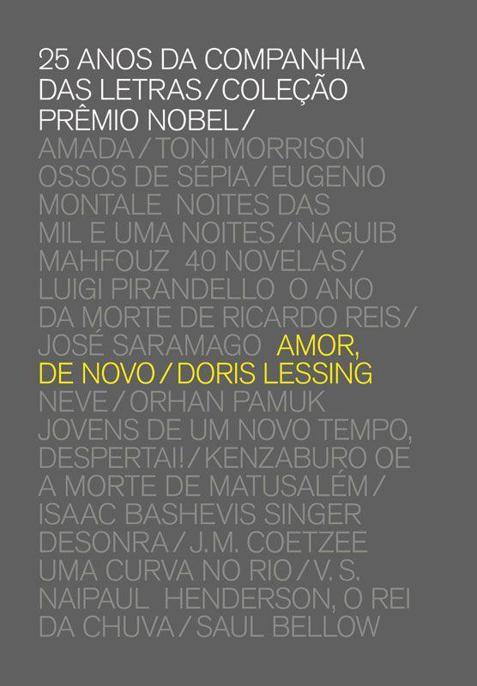 25 ANOS DA COMPANHIA
DAS LETRAS/COLEÇÃO
PRÊMIO NOBEL/
AMADA/TONI MORRISON
OSSOS DE SÉPIA/EUGENIO
MONTALE NOITES DAS
MIL E UMA NOITES/NAGUIB
MAHFOUZ 40 NOVELAS/
LUIGI PIRANDELLO O ANO
DA MORTE DE RICARDO REIS/
JOSÉ SARAMAGO AMOR,
DE NOVO/DORIS LESSING
NEVE/ORHAN PAMUK
JOVENS DE UM NOVO TEMPO,
DESPERTAI!/KENZABURO OE
A MORTE DE MATUSALÉM/
ISAAC BASHEVIS SINGER
DESONRA/J.M. COETZEE
UMA CURVA NO RIO/V. S.
NAIPAUL HENDERSON, O REI
DA CHUVA/SAUL BELLOW